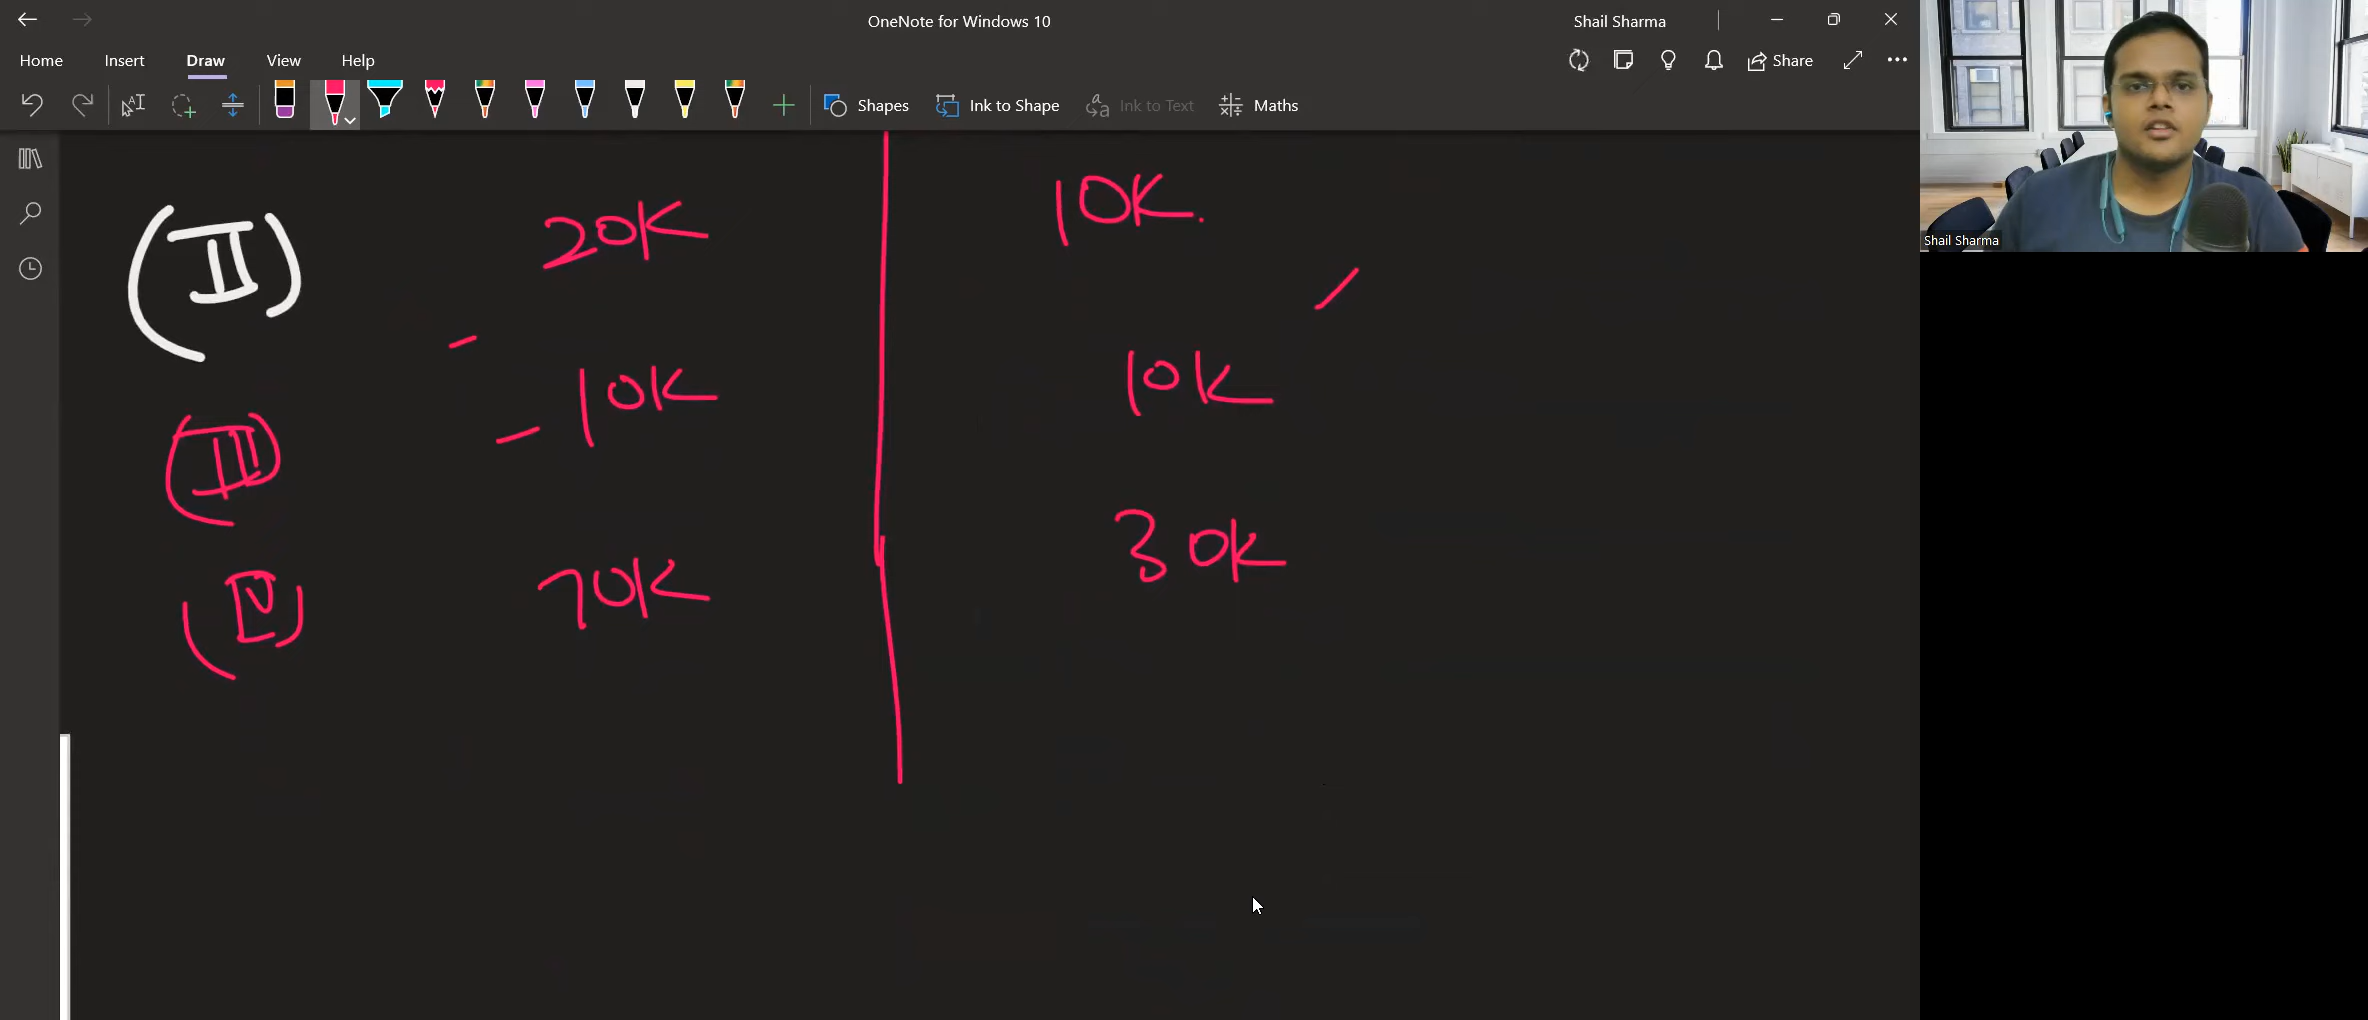 OneNote for Windows 10
Shail Sharma
Home Insert Draw View Help
Share
Shapes Ink to Shape Ink to Text Maths
(II) 20K 10K.
(III) - 10K 10K
(IV) 70K 30K
Shail Sharma